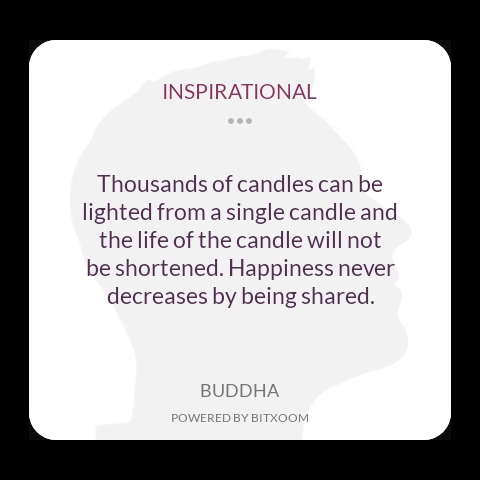 INSPIRATIONAL
Thousands of candles can be
lighted from a single candle and
the life of the candle will not
be shortened. Happiness never
decreases by being shared.
BUDDHA
POWERED BY BITXOOM